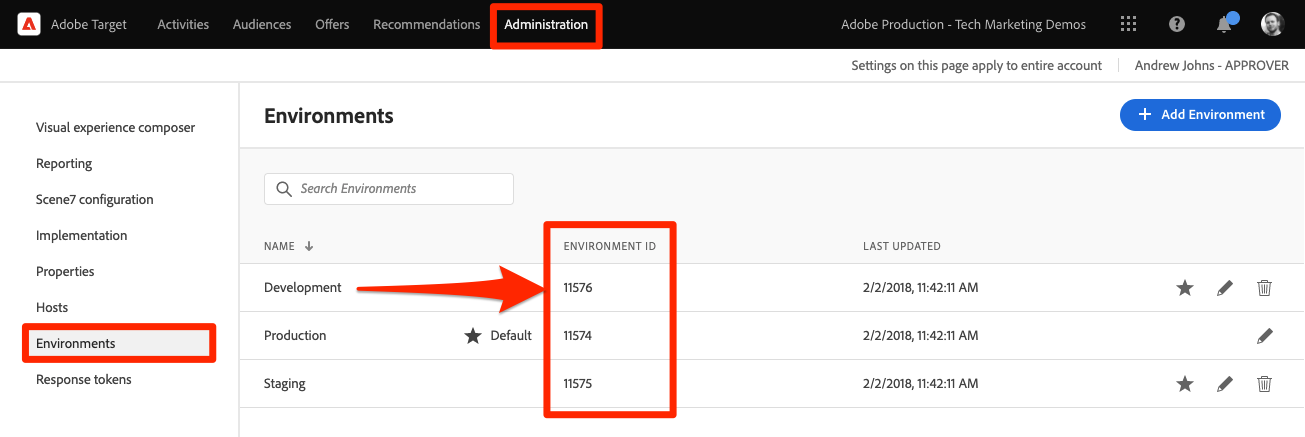 Adobe Target Activities Audiences Offers Recommendations Administration Adobe Production - Tech Marketing Demos
Settings on this page apply to entire account Andrew Johns - APPROVER
Visual experience composer
Reporting
Scene7 configuration
Implementation
Properties
Hosts
Environments
Response tokens
Environments
Add Environment
Search Environments
NAME ENVIRONMENT ID LAST UPDATED
Development 11576 2/2/2018, 11:42:11 AM
Production Default 11574 2/2/2018, 11:42:11 AM
Staging 11575 2/2/2018, 11:42:11 AM